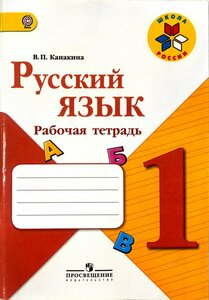 ШКОЛА
РОССИИ
В.П. Канакина
Русский
язык
Рабочая тетрадь
А
Б
В
1
ПРОСВЕЩЕНИЕ
ИЗДАТЕЛЬСТВО